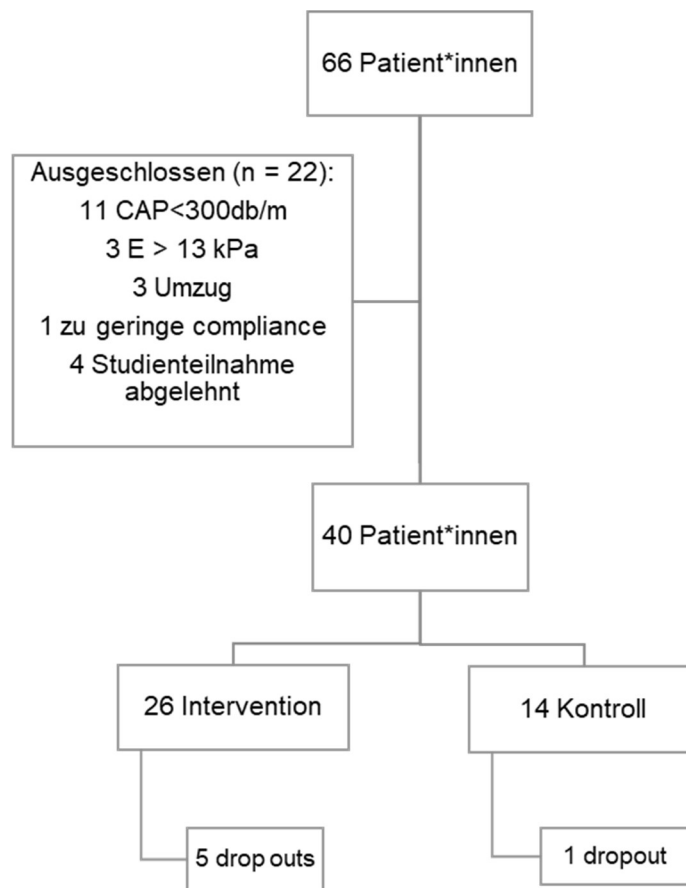 66 Patient*innen
Ausgeschlossen (n = 22):
11 CAP<300db/m
3 E > 13 kPa
3 Umzug
1 zu geringe compliance
4 Studienteilnahme
abgelehnt
40 Patient*innen
26 Intervention
14 Kontroll
5 drop outs
1 dropout